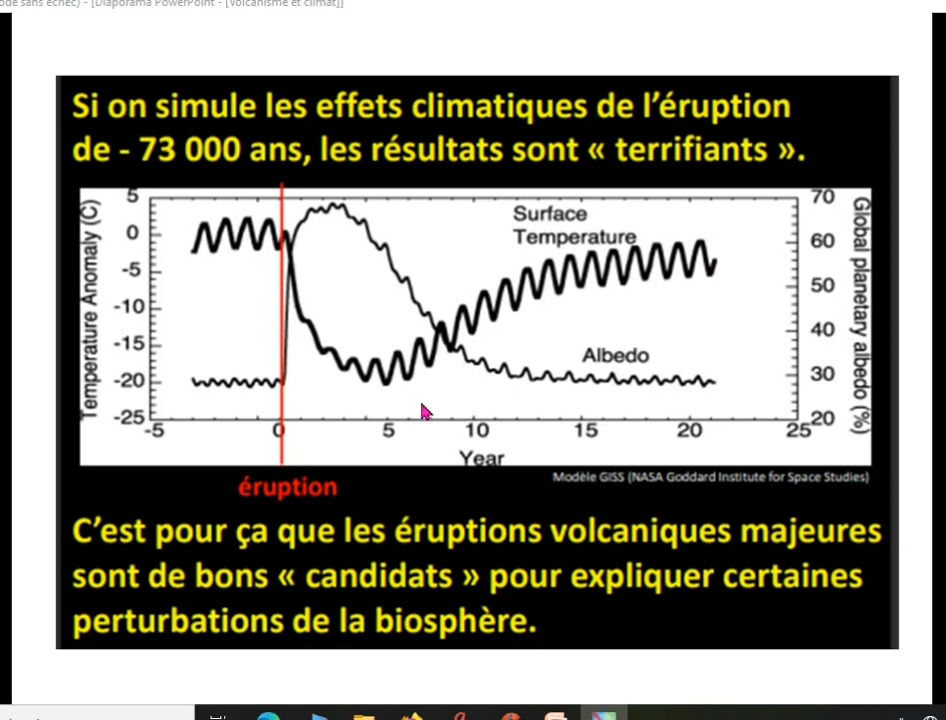 ode sans échec) - [Diaporama PowerPoint - [Volcanisme et climat]]
Si on simule les effets climatiques de l'éruption
de - 73 000 ans, les résultats sont « terrifiants ».
Temperature Anomaly (C)
5
0
-5
-10
-15
-20
-25
Surface
Temperature
Albedo
70
60
50
40
30
20
Global planetary albedo (%)
-5 0 5 10 15 20 25
Year
éruption
Modèle GISS (NASA Goddard Institute for Space Studies)
C'est pour ça que les éruptions volcaniques majeures
sont de bons « candidats » pour expliquer certaines
perturbations de la biosphère.